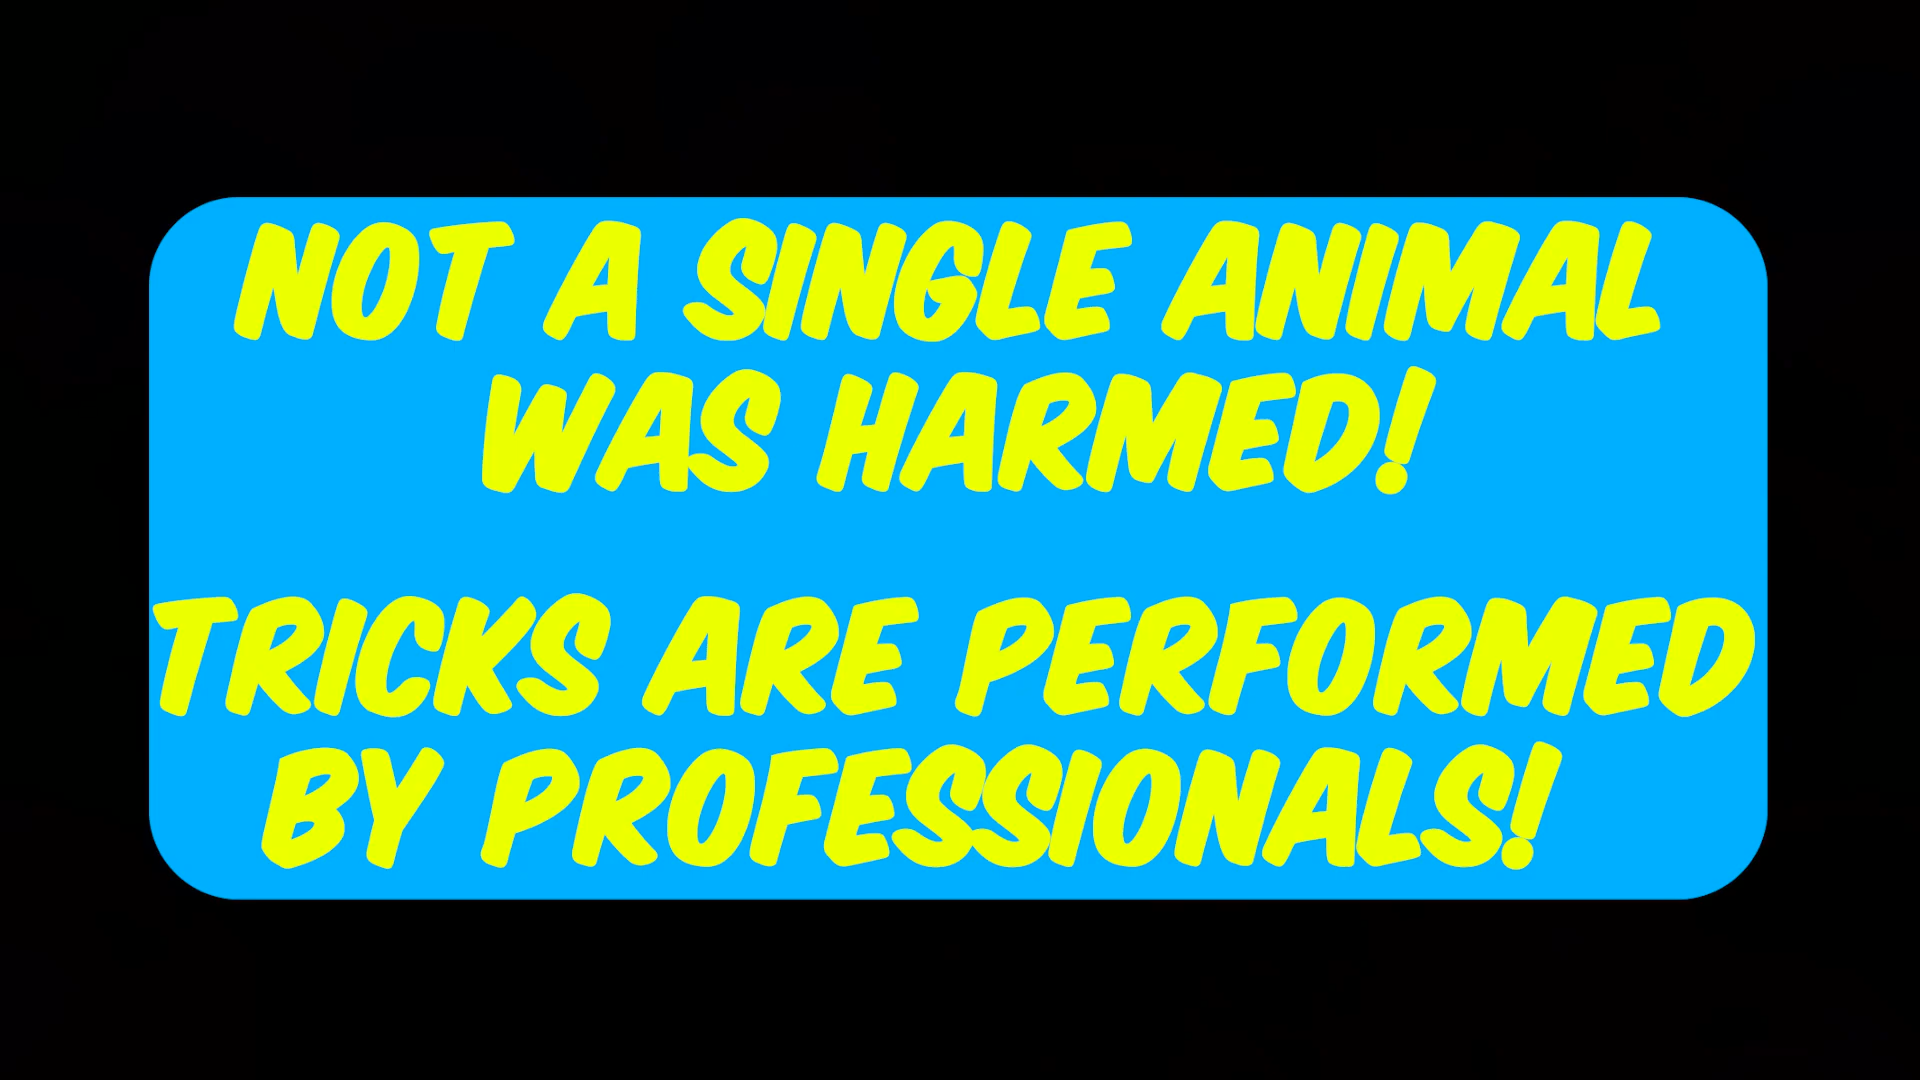 NOT A SINGLE ANIMAL
WAS HARMED!
TRICKS ARE PERFORMED
BY PROFESSIONALS!